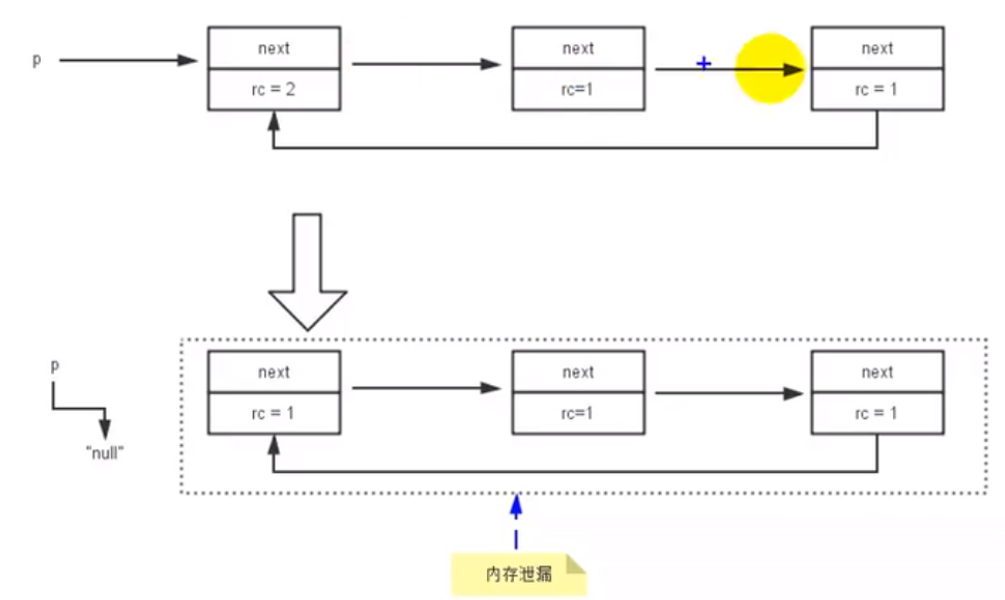 p
next
next
next
rc = 2
rc=1
rc = 1
p
"null"
next
next
next
rc = 1
rc=1
rc = 1
内存泄漏